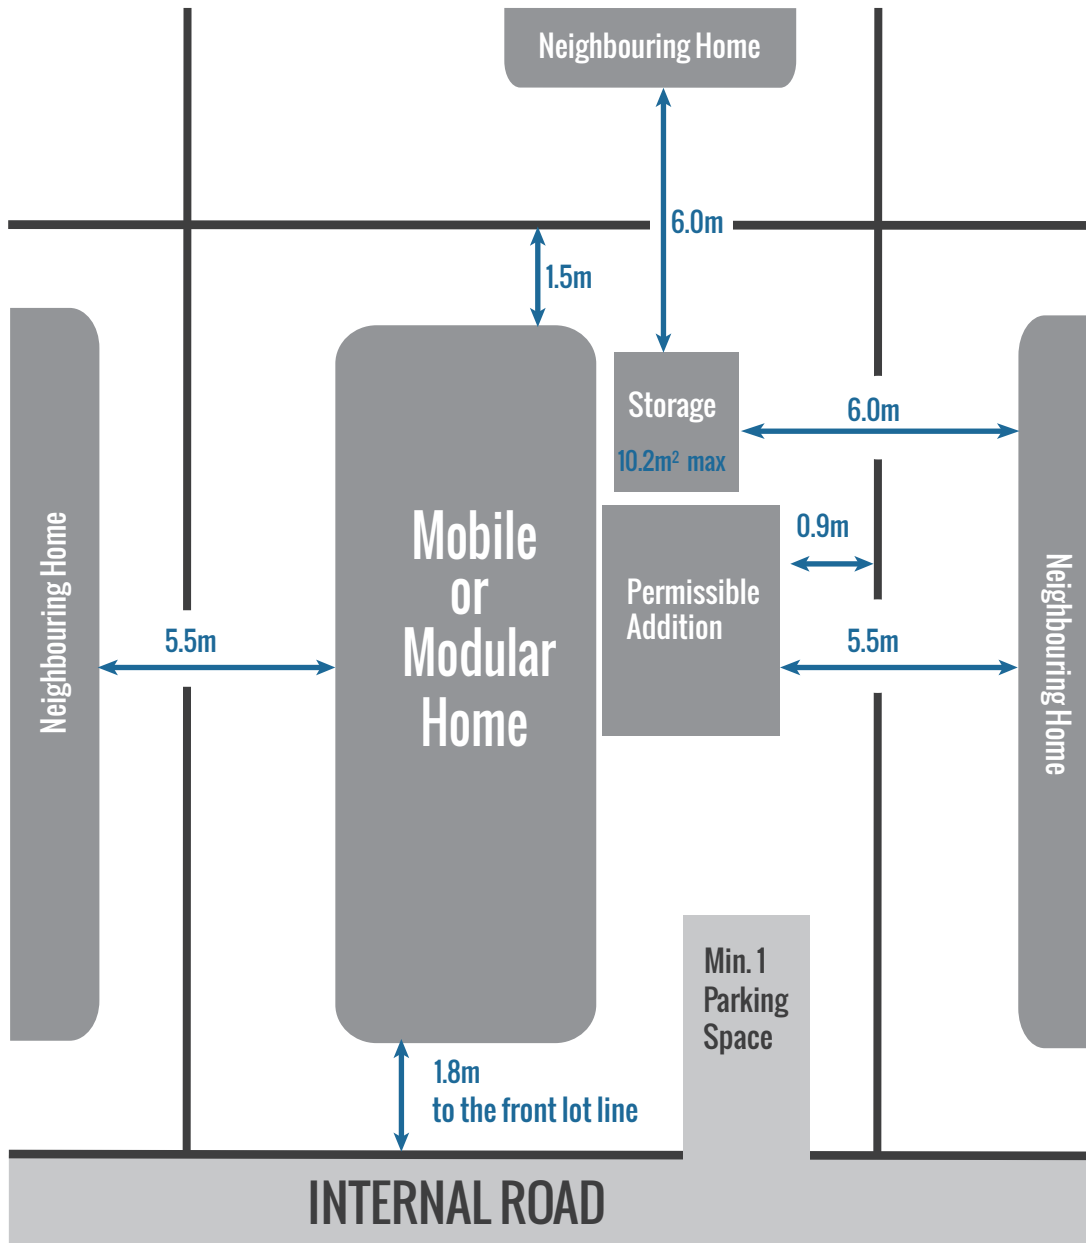 Neighbouring Home
6.0m
1.5m
Storage
10.2m² max
6.0m
0.9m
Mobile
or
Modular
Home
Permissible
Addition
Neighbouring Home
5.5m
5.5m
Neighbouring Home
Min. 1
Parking
Space
1.8m
to the front lot line
INTERNAL ROAD